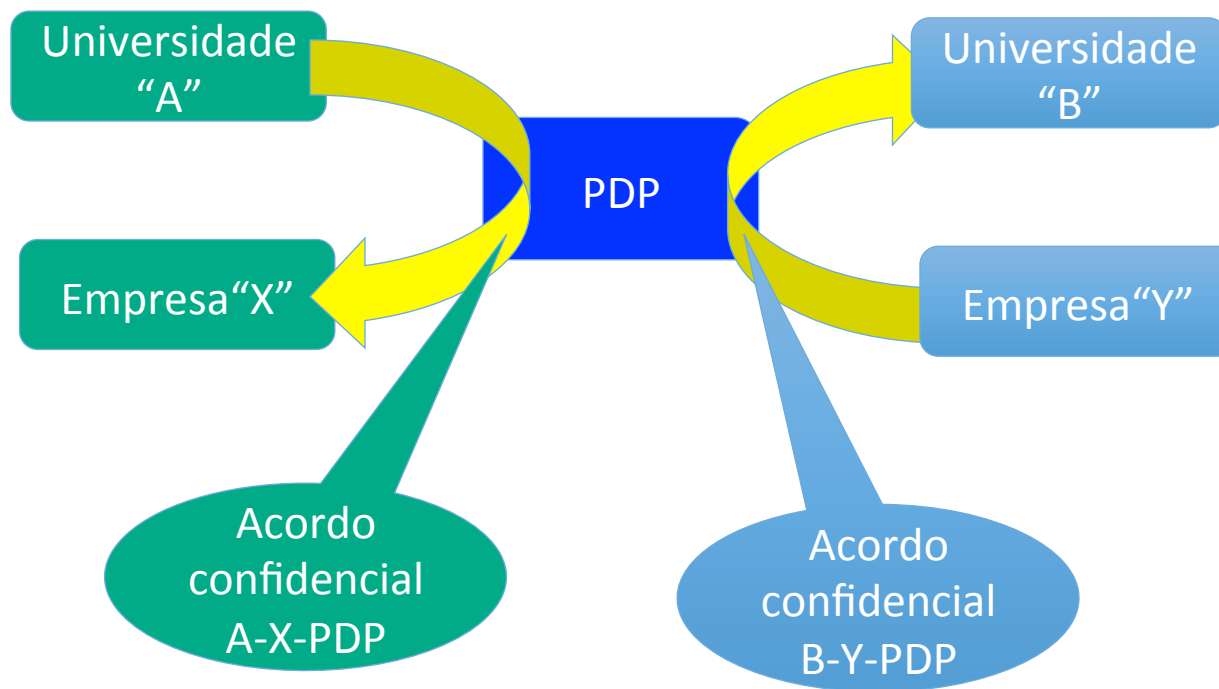 Universidade
“A”
Universidade
“B”
PDP
Empresa“X”
Empresa“Y”
Acordo
confidencial
A-X-PDP
Acordo
confidencial
B-Y-PDP